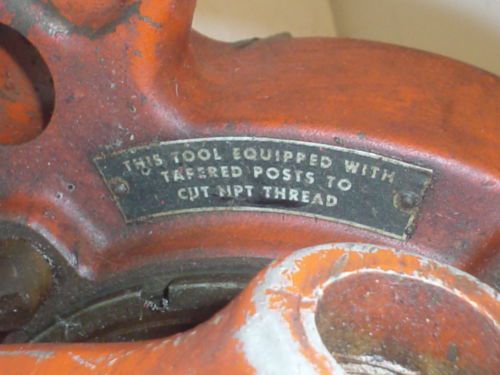 THIS TOOL EQUIPPED WITH
TAPERED POSTS TO
CUT NPT THREAD